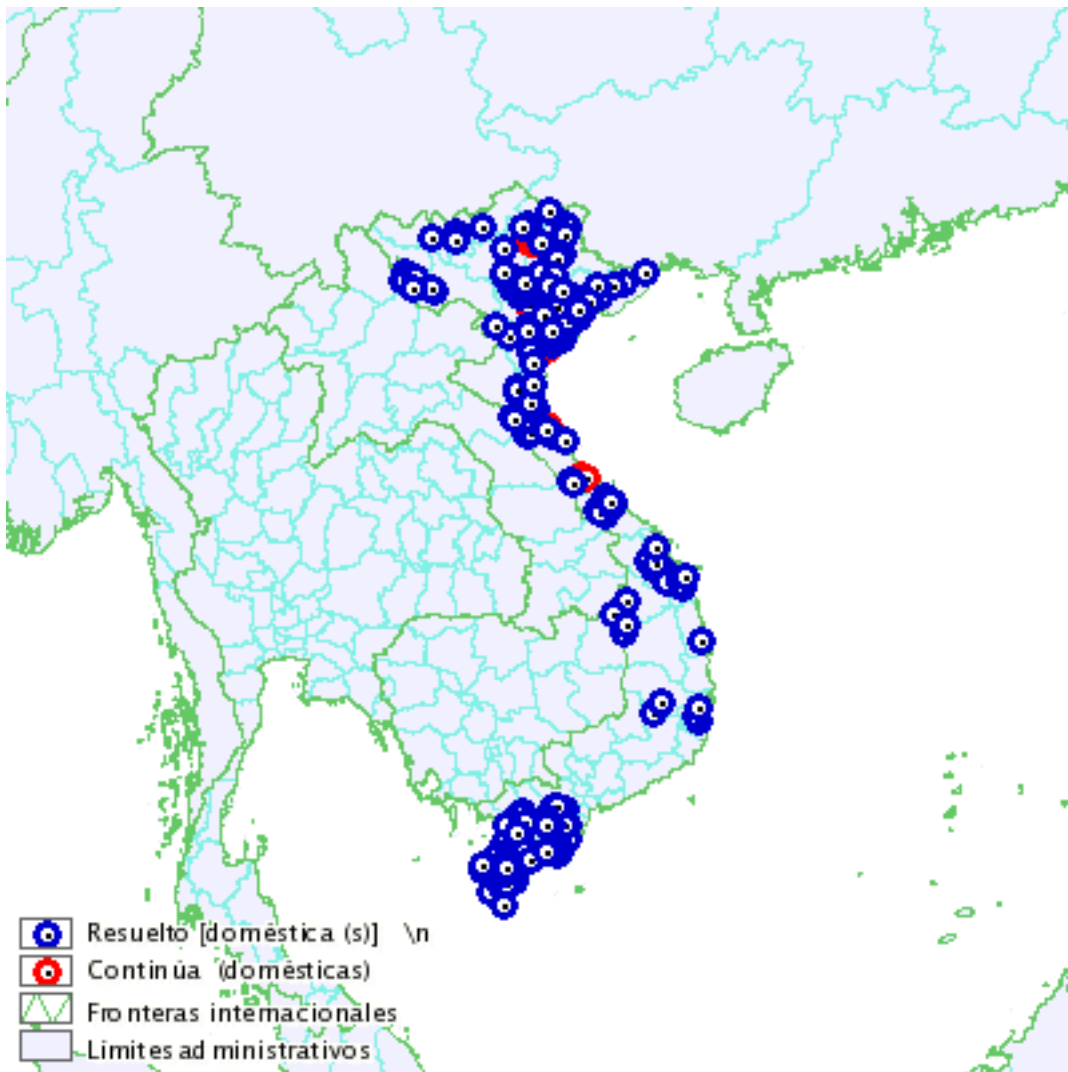 Resuelto [doméstica (s)] \n
Continúa (domésticas)
Fronteras internacionales
Límites administrativos